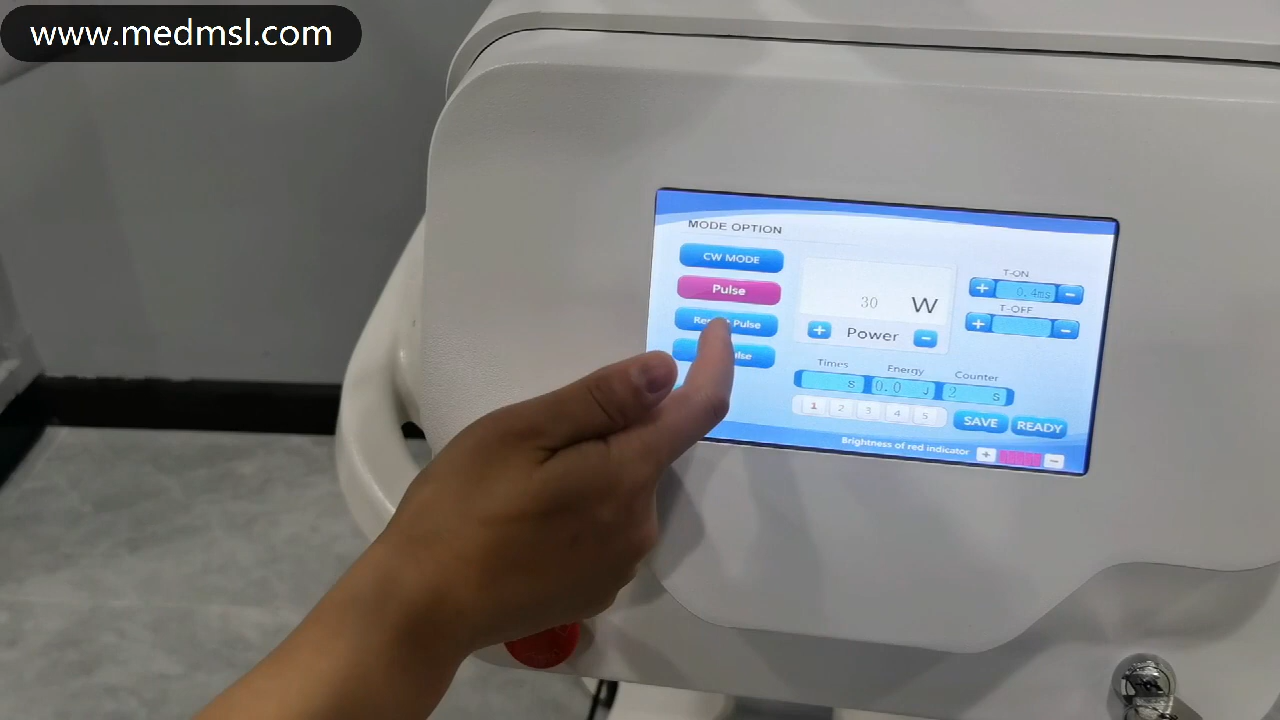 www.medmsl.com
MODE OPTION
CW MODE
Pulse
Pulse
30 W
+ Power -
T-ON
+ 0.4ms -
T-OFF
+ -
Times Energy Counter
s 0.0 J 2 s
1 2 3 4 5
SAVE READY
Brightness of red indicator + -